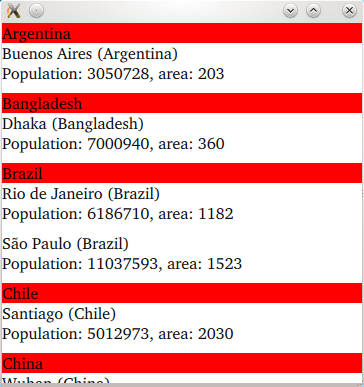 Argentina
Buenos Aires (Argentina)
Population: 3050728, area: 203
Bangladesh
Dhaka (Bangladesh)
Population: 7000940, area: 360
Brazil
Rio de Janeiro (Brazil)
Population: 6186710, area: 1182
São Paulo (Brazil)
Population: 11037593, area: 1523
Chile
Santiago (Chile)
Population: 5012973, area: 2030
China
Wuhan (China)